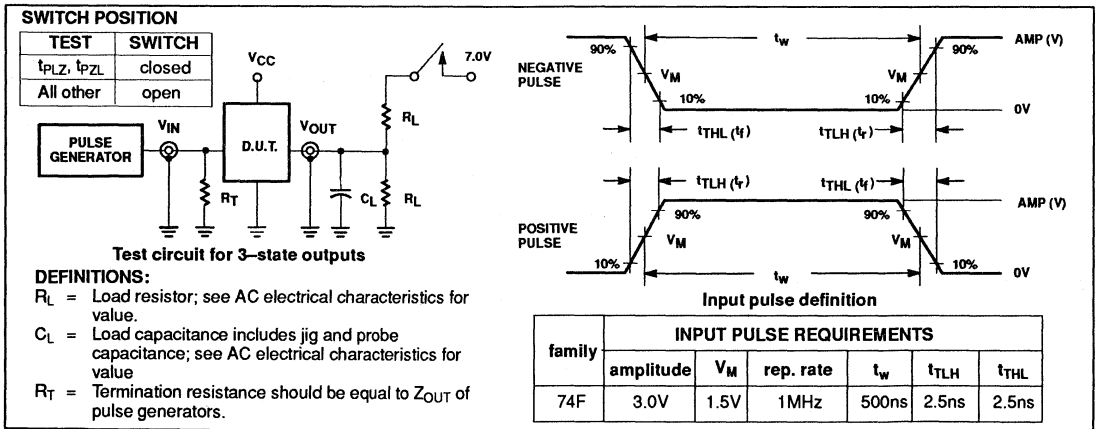 SWITCH POSITION
TEST SWITCH
tPLZ, tPZL closed
All other open
VCC
7.0V
RL
VIN
VOUT
PULSE GENERATOR
D.U.T.
RT
CL
RL
Test circuit for 3–state outputs
DEFINITIONS:
RL = Load resistor; see AC electrical characteristics for
value.
CL = Load capacitance includes jig and probe
capacitance; see AC electrical characteristics for
value
RT = Termination resistance should be equal to ZOUT of
pulse generators.
NEGATIVE PULSE
90%
tw
90%
AMP (V)
VM
VM
10%
10%
0V
tTHL (tf)
tTLH (tr)
tTLH (tr)
tTHL (tf)
AMP (V)
POSITIVE PULSE
90%
90%
VM
VM
10%
tw
10%
0V
Input pulse definition
family INPUT PULSE REQUIREMENTS
amplitude VM rep. rate tw tTLH tTHL
74F 3.0V 1.5V 1MHz 500ns 2.5ns 2.5ns